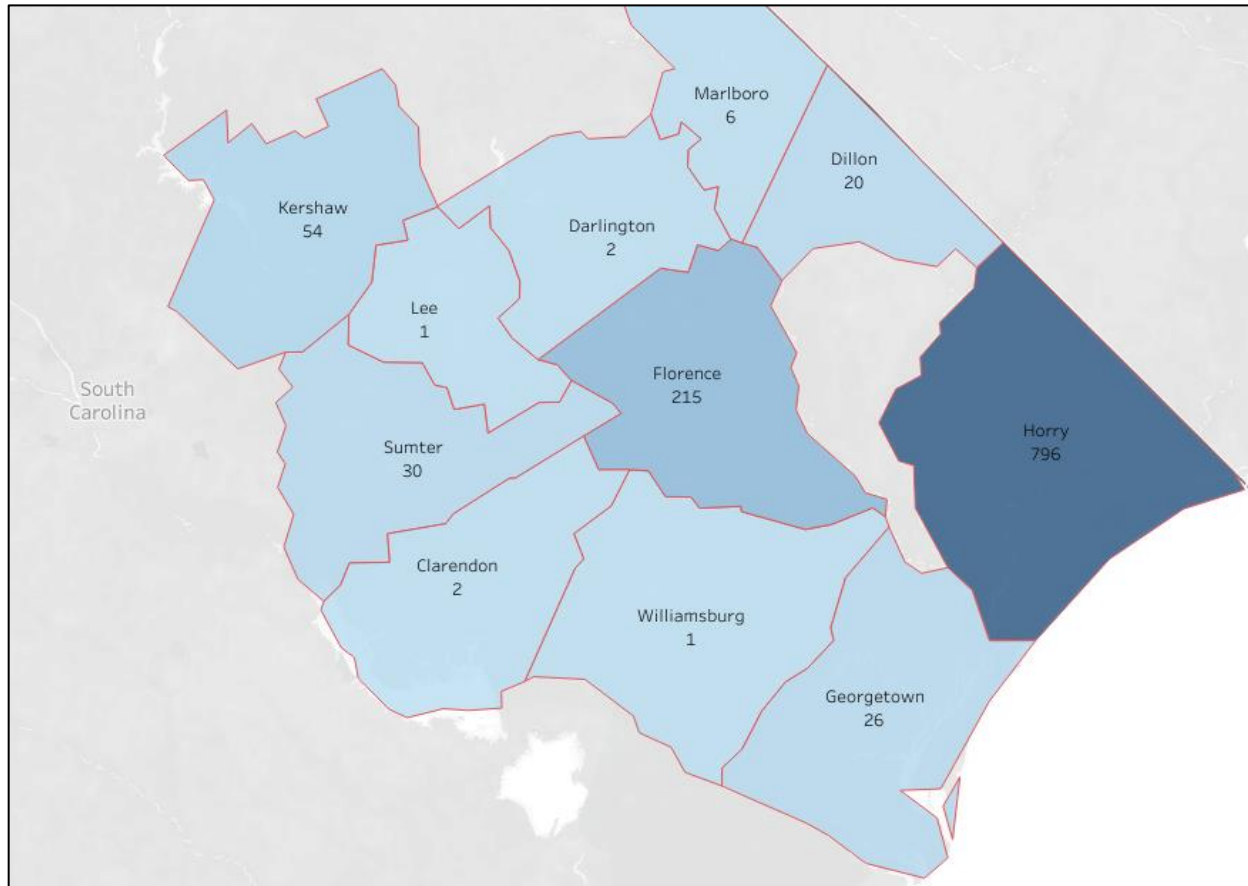 Marlboro
6
Dillon
20
Kershaw
54
Darlington
2
Lee
1
Florence
215
South
Carolina
Horry
796
Sumter
30
Clarendon
2
Williamsburg
1
Georgetown
26